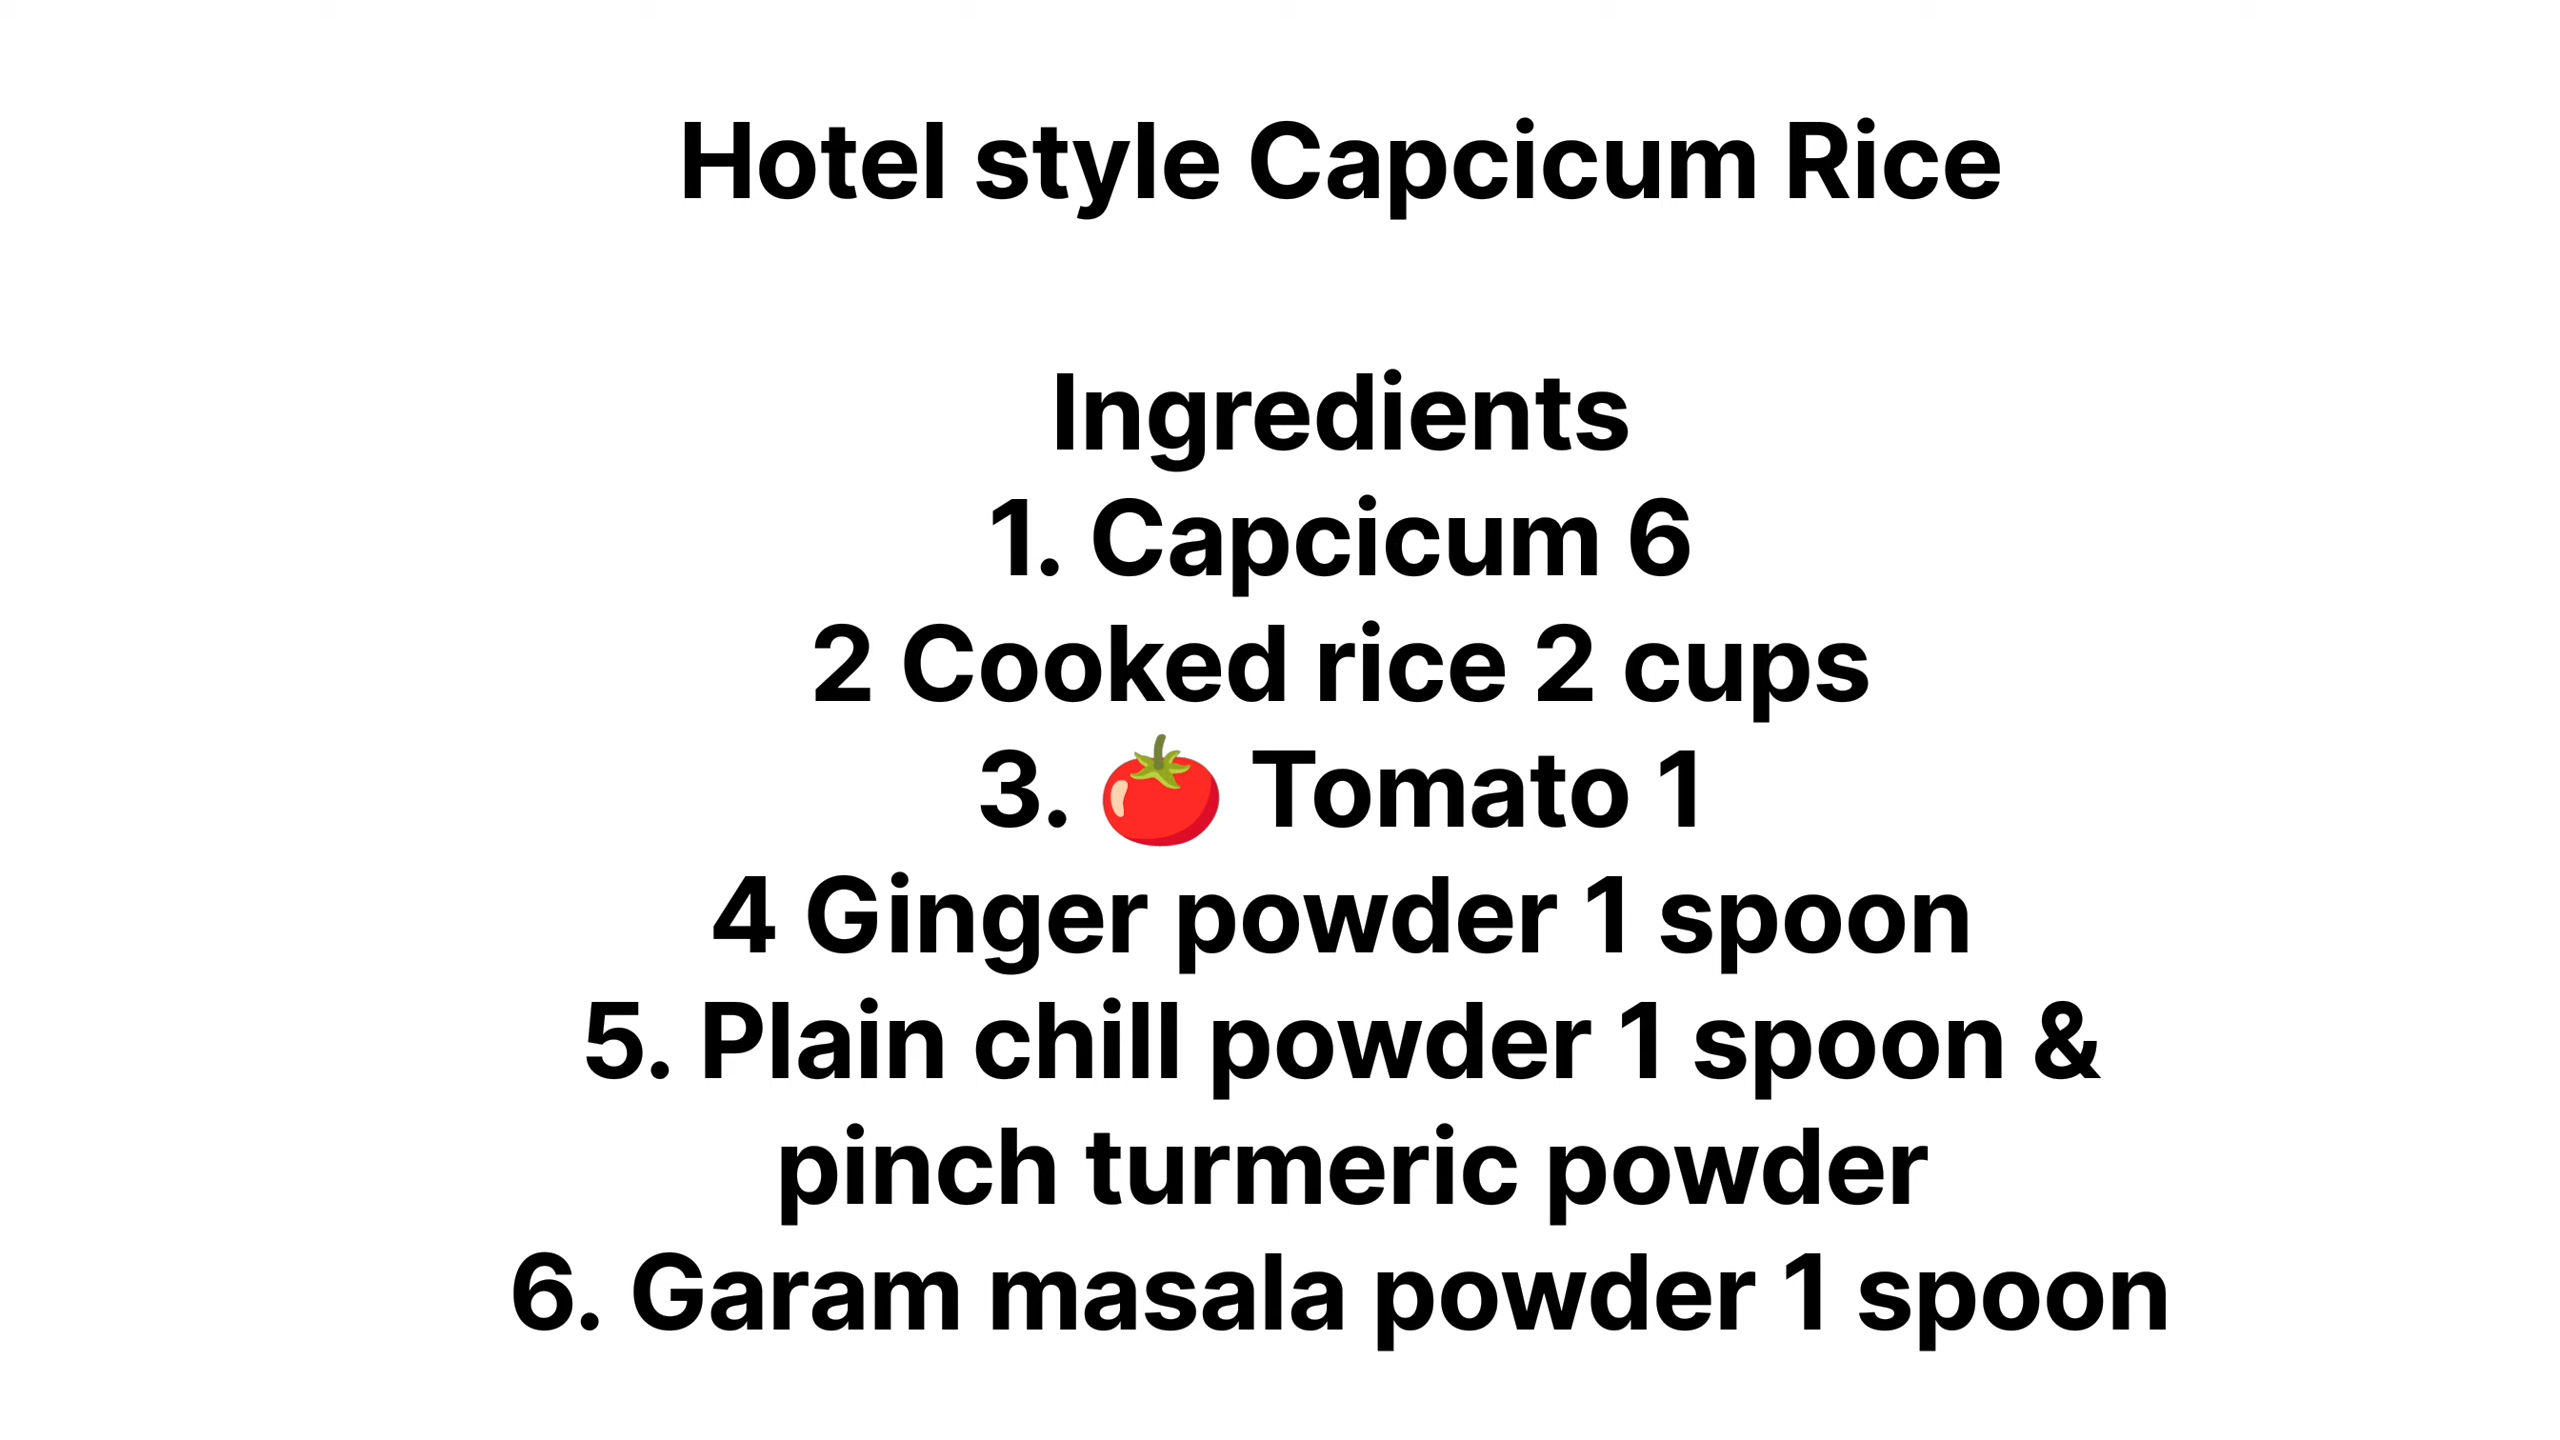 Hotel style Capcicum Rice
Ingredients
1. Capcicum 6
2 Cooked rice 2 cups
3. 🍅 Tomato 1
4 Ginger powder 1 spoon
5. Plain chill powder 1 spoon &
pinch turmeric powder
6. Garam masala powder 1 spoon